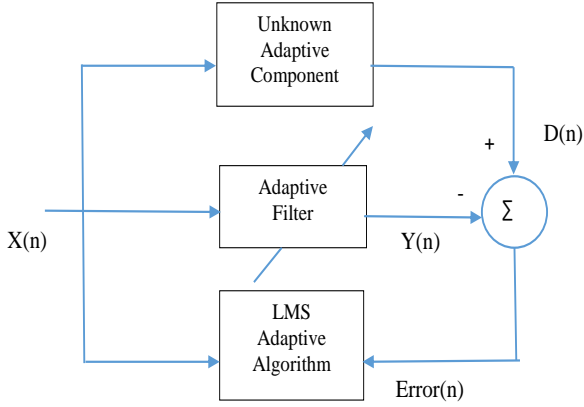 Unknown
Adaptive
Component
+
D(n)
Adaptive
Filter
-
∑
X(n)
Y(n)
LMS
Adaptive
Algorithm
Error(n)